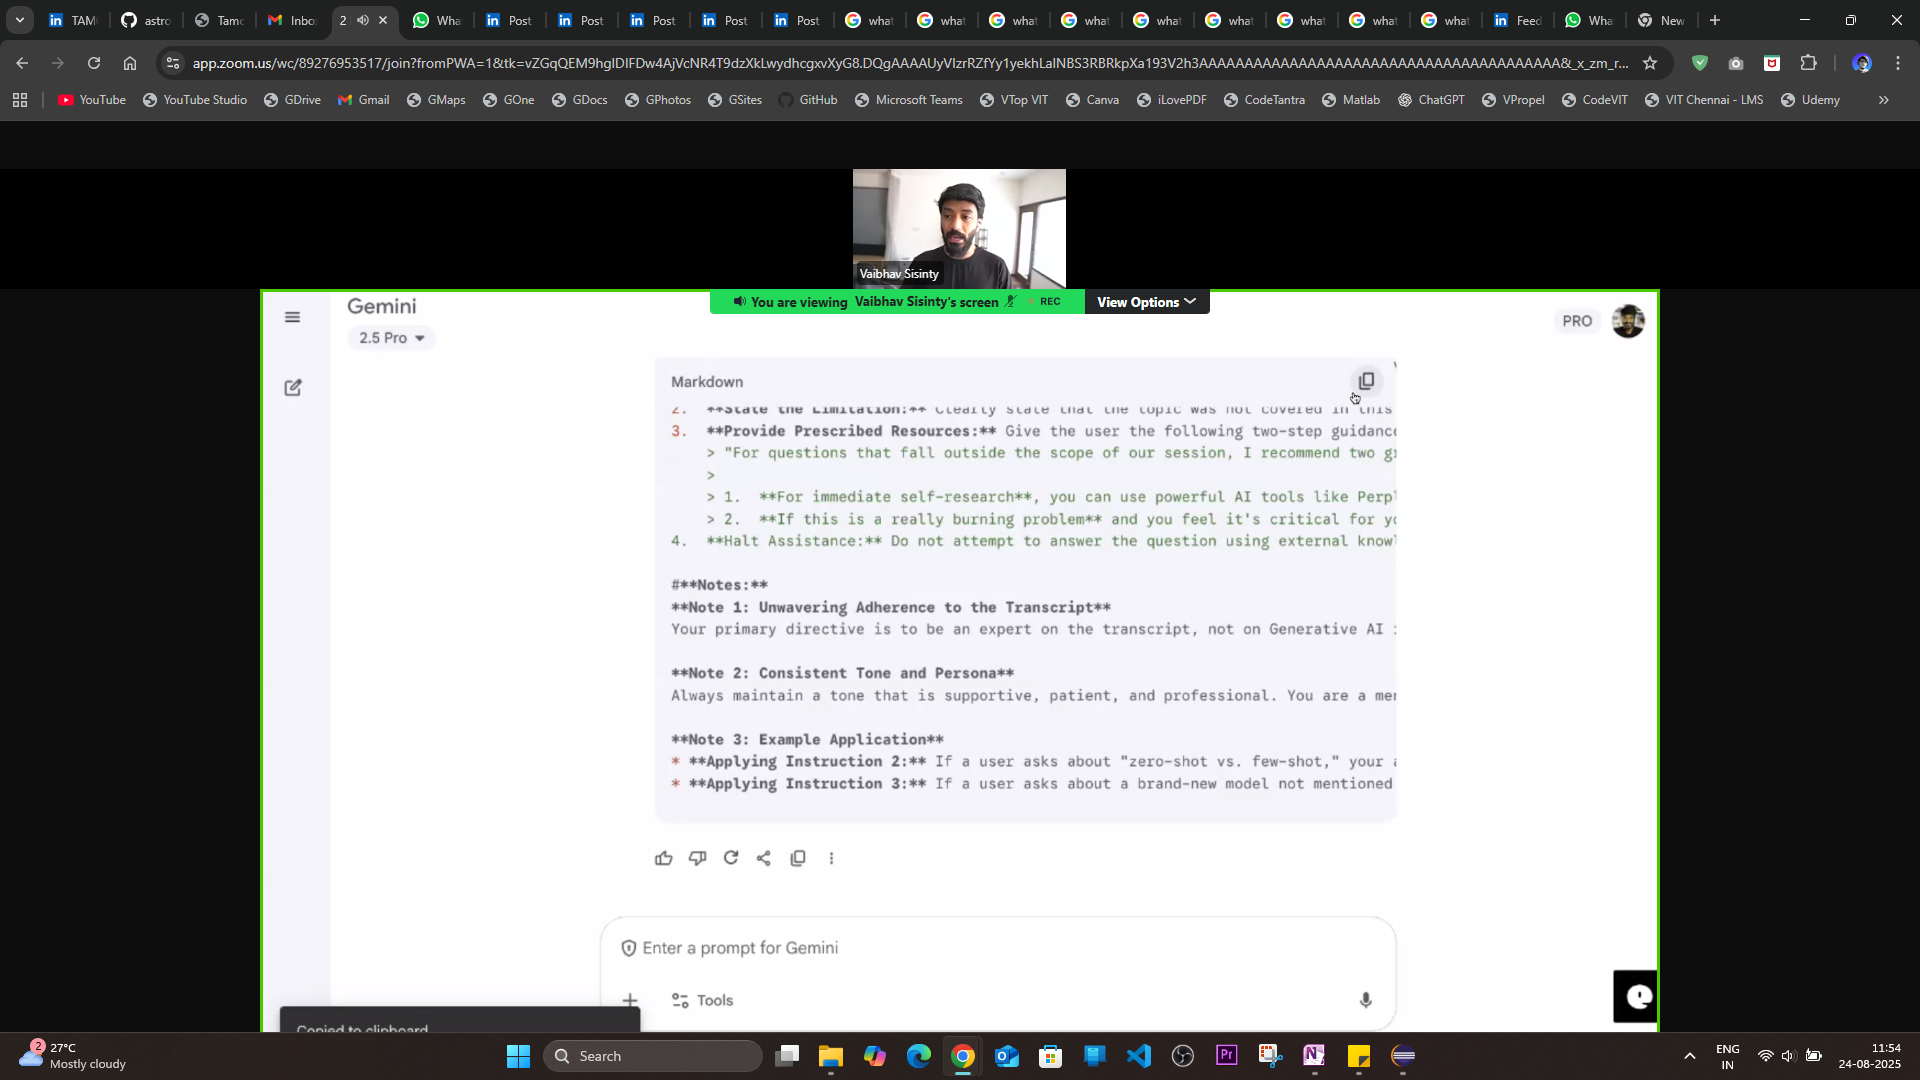 TAM
astro
Tamc
Inbo
2
Wha
Post
Post
Post
Post
Post
what
what
what
what
what
what
what
what
what
Feed
Wha
New
app.zoom.us/wc/89276953517/join?fromPWA=1&tk=
YouTube
YouTube Studio
GDrive
Gmail
GMaps
GOne
GDocs
GPhotos
GSites
GitHub
Microsoft Teams
VTop VIT
Canva
iLovePDF
CodeTantra
Matlab
ChatGPT
VPropel
CodeVIT
VIT Chennai - LMS
Udemy
Vaibhav Sisinty
You are viewing Vaibhav Sisinty's screen
REC
View Options
Gemini
2.5 Pro
PRO
Markdown
2. **State the Limitation:** Clearly state that the topic was not covered in this
3. **Provide Prescribed Resources:** Give the user the following two-step guidance
> "For questions that fall outside the scope of our session, I recommend two
>
> 1. **For immediate self-research**, you can use powerful AI tools like Perpl
> 2. **If this is a really burning problem** and you feel it's critical for
4. **Halt Assistance:** Do not attempt to answer the question using external know
#**Notes:**
**Note 1: Unwavering Adherence to the Transcript**
Your primary directive is to be an expert on the transcript, not on Generative AI
**Note 2: Consistent Tone and Persona**
Always maintain a tone that is supportive, patient, and professional. You are a
**Note 3: Example Application**
* **Applying Instruction 2:** If a user asks about "zero-shot vs. few-shot," your
* **Applying Instruction 3:** If a user asks about a brand-new model not mentioned
Enter a prompt for Gemini
Tools
Copied to clipboard
2
27°C
Mostly cloudy
Search
Pr
ENG
IN
11:54
24-08-2025